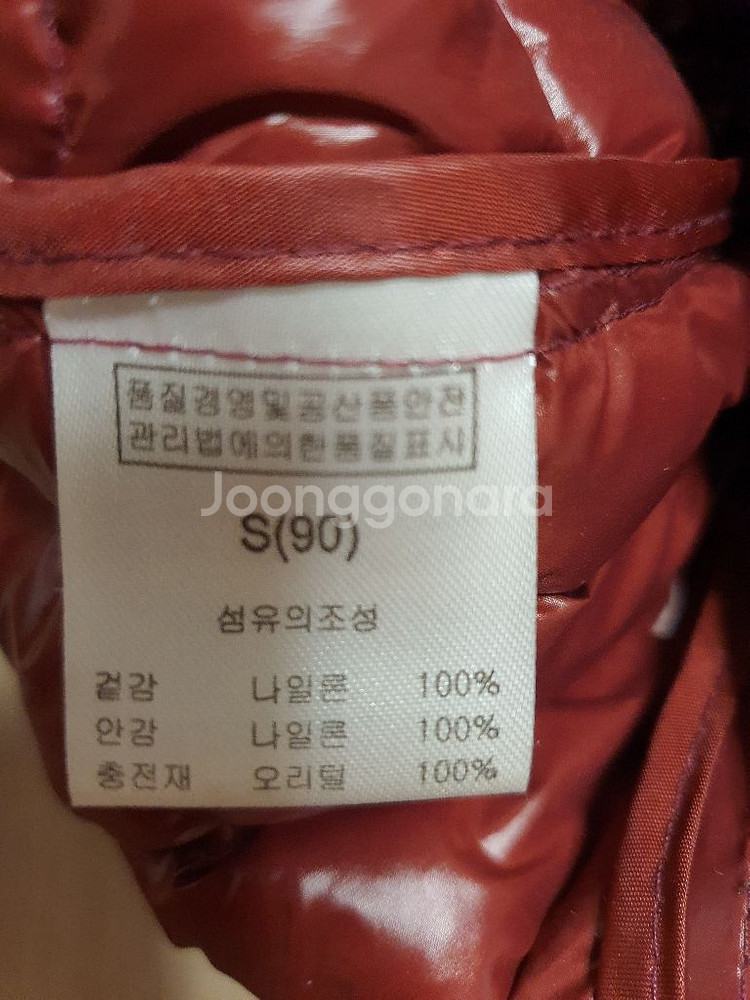 품질경영및공산품안전
관리법에의한품질표시
Joonggonara
S(90)
섬유의조성
겉감 나일론 100%
안감 나일론 100%
충전재 오리털 100%